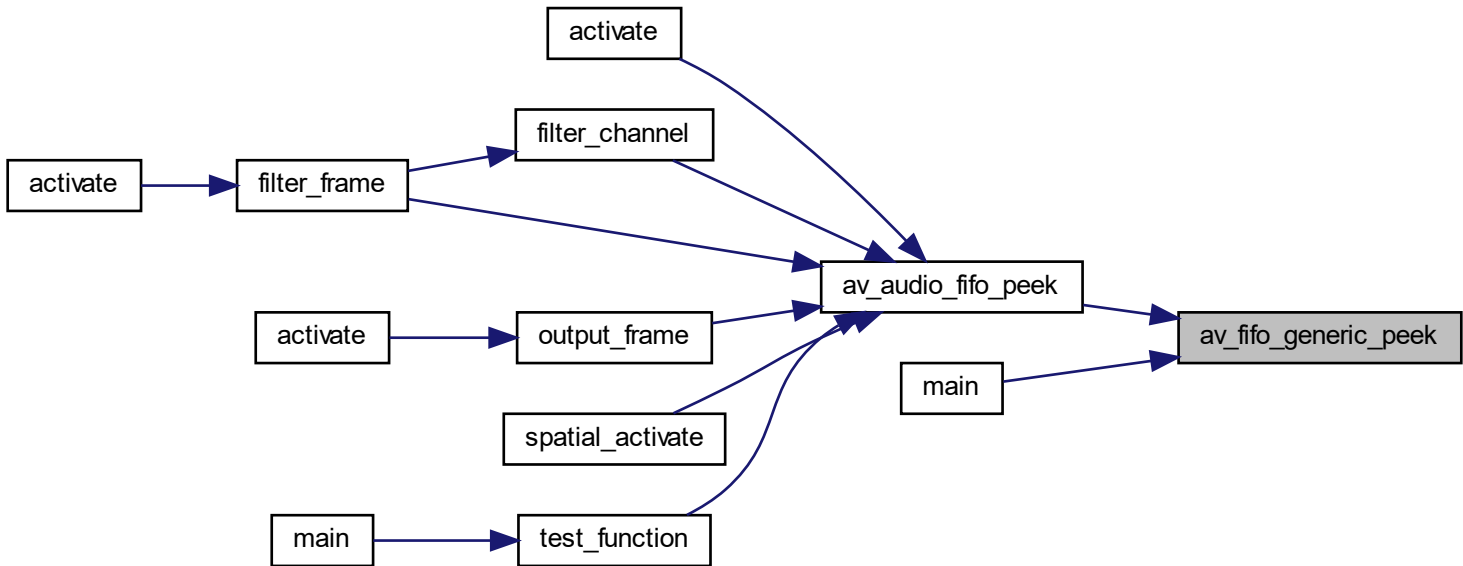 activate
filter_channel
activate
filter_frame
av_audio_fifo_peek
activate
output_frame
av_fifo_generic_peek
main
spatial_activate
main
test_function